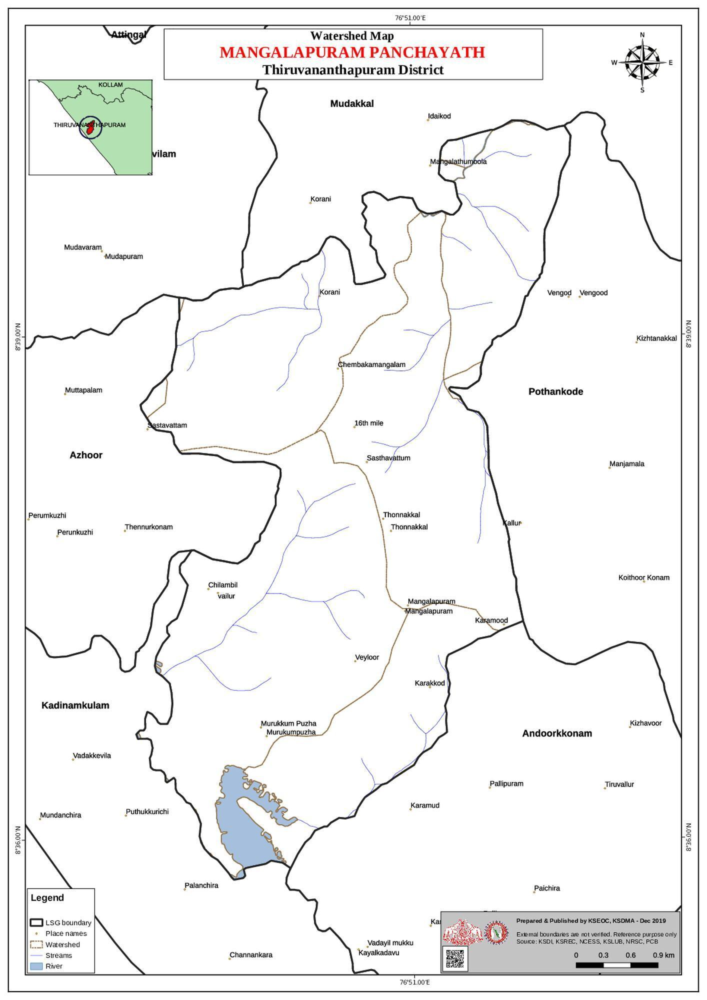 76°51.00'E
Attingal
Watershed Map
MANGALAPURAM PANCHAYATH
Thiruvananthapuram District
N
W
E
S
KOLLAM
THIRUVANANTHAPURAM
vilam
Mudakkal
Idaikod
Mangalathumoola
Korani
Mudavaram
Mudapuram
Korani
Vengod
Vengood
8°39.00'N
8°39.00'N
Kizhtanakkal
Chembakamangalam
Muttapalam
Pothankode
16th mile
Sastavattam
Azhoor
Sasthavattum
Manjamala
Perumkuzhi
Thonnakkal
Kallur
Perunkuzhi
Thennurkonam
Thonnakkal
Koithoor Konam
Chilambil
vailur
Mangalapuram
Mangalapuram
Karamood
Veyloor
Karakkod
Kadinamkulam
Murukkum Puzha
Murukumpuzha
Kizhavoor
Andoorkkonam
Vadakkevila
Pallipuram
Tiruvallur
Karamud
Mundanchira
Puthukkurichi
8°36.00'N
8°36.00'N
Palanchira
Paichira
Legend
LSG boundary
Place names
Watershed
Streams
River
Channankara
Vadayil mukku
Kayalkadavu
Prepared & Published by KSEOC, KSDMA - Dec 2019
External boundaries are not verified. Reference purpose only
Source: KSDI, KSREC, NCESS, KSLUB, NRSC, PCB
0 0.3 0.6 0.9 km
76°51.00'E